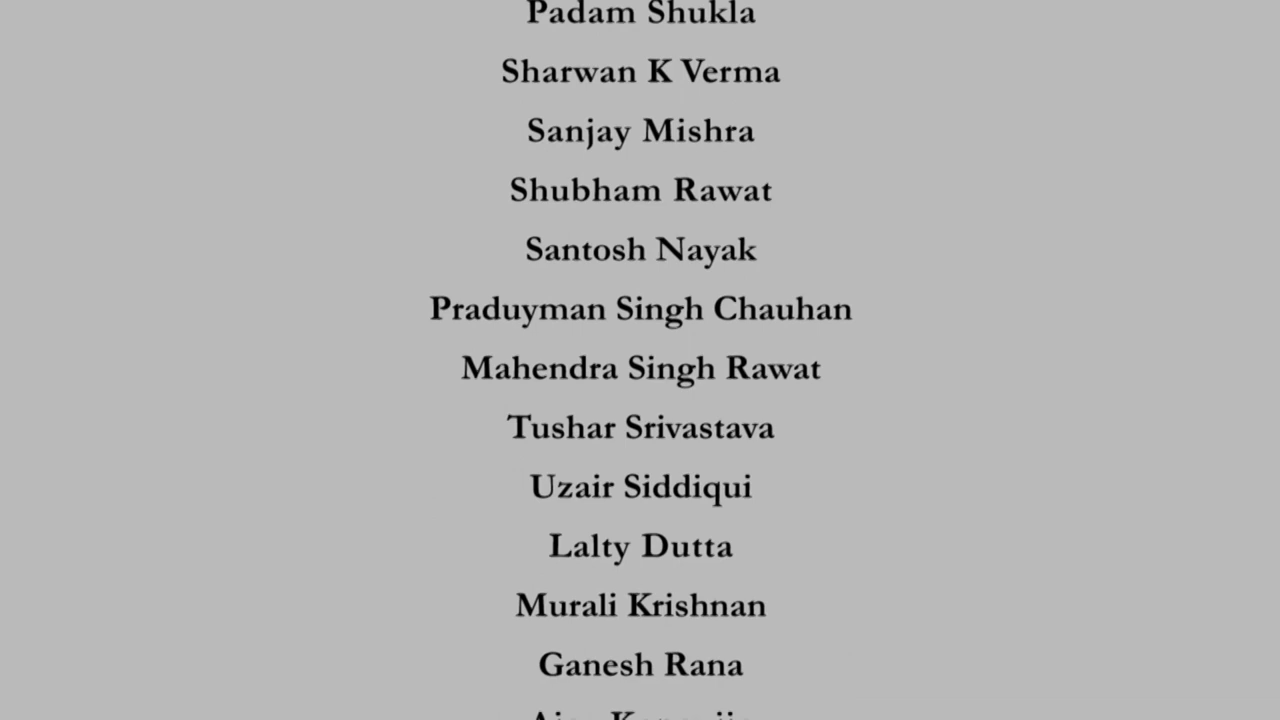 Padam Shukla
Sharwan K Verma
Sanjay Mishra
Shubham Rawat
Santosh Nayak
Praduyman Singh Chauhan
Mahendra Singh Rawat
Tushar Srivastava
Uzair Siddiqui
Lalty Dutta
Murali Krishnan
Ganesh Rana